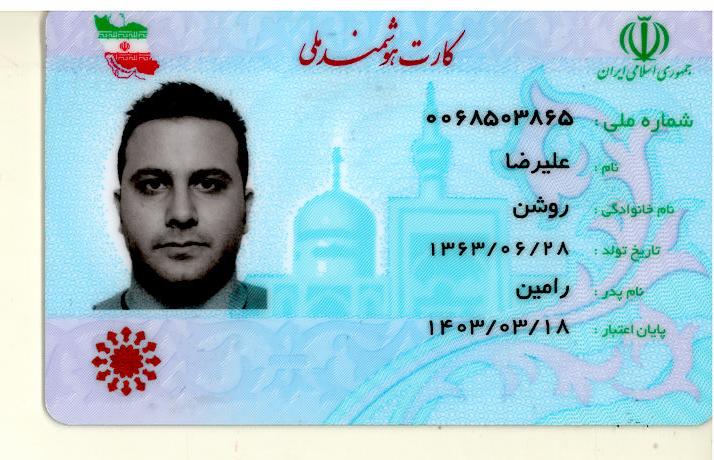 کارت هوشمند ملی
جمهوری اسلامی ایران
شماره ملی : ۰۰۶۸۵۰۳۸۶۵
نام : علیرضا
نام خانوادگی : روشن
تاریخ تولد : ۱۳۶۳/۰۶/۲۸
نام پدر : رامین
پایان اعتبار : ۱۴۰۳/۰۳/۱۸